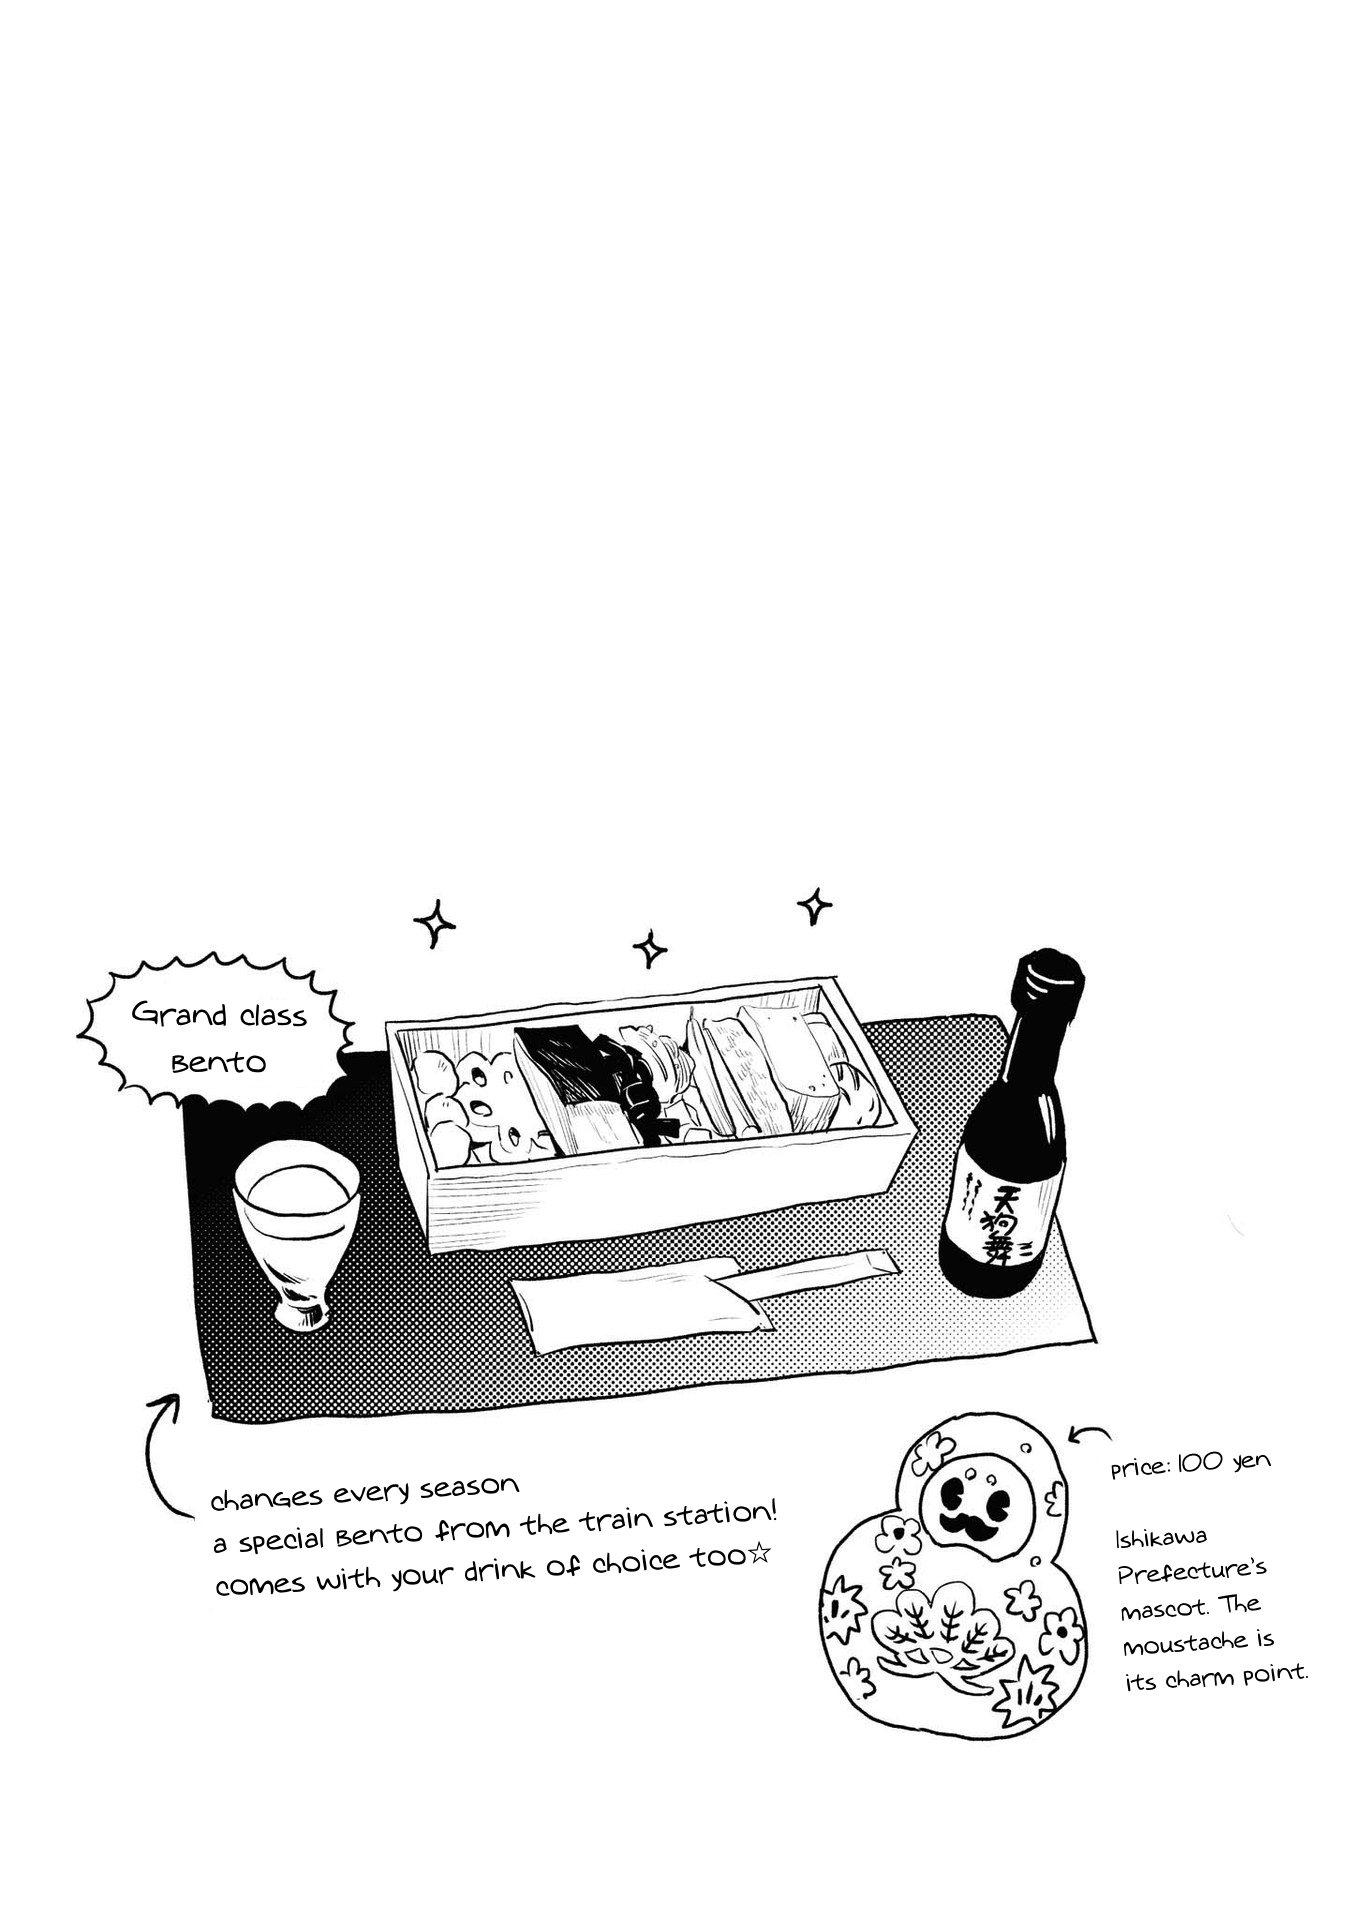 Grand class
Bento
天狗舞
changes every season
a special Bento from the train station!
comes with your drink of choice too☆
price: 100 yen
Ishikawa
Prefecture's
mascot. The
moustache is
its charm point.